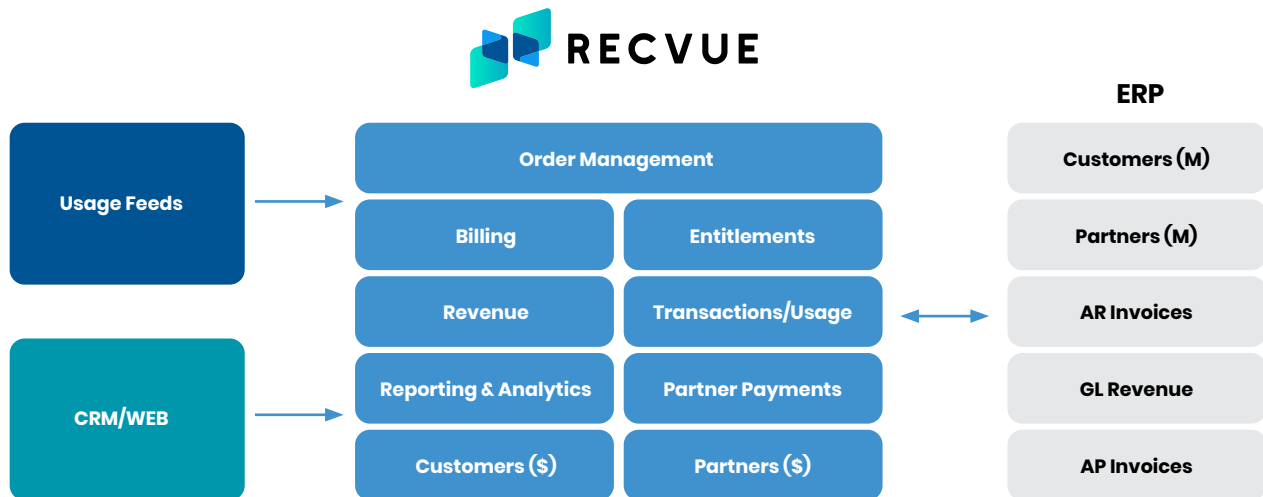 RECVUE
ERP
Usage Feeds
CRM/WEB
Order Management
Billing
Entitlements
Revenue
Transactions/Usage
Reporting & Analytics
Partner Payments
Customers ($)
Partners ($)
Customers (M)
Partners (M)
AR Invoices
GL Revenue
AP Invoices